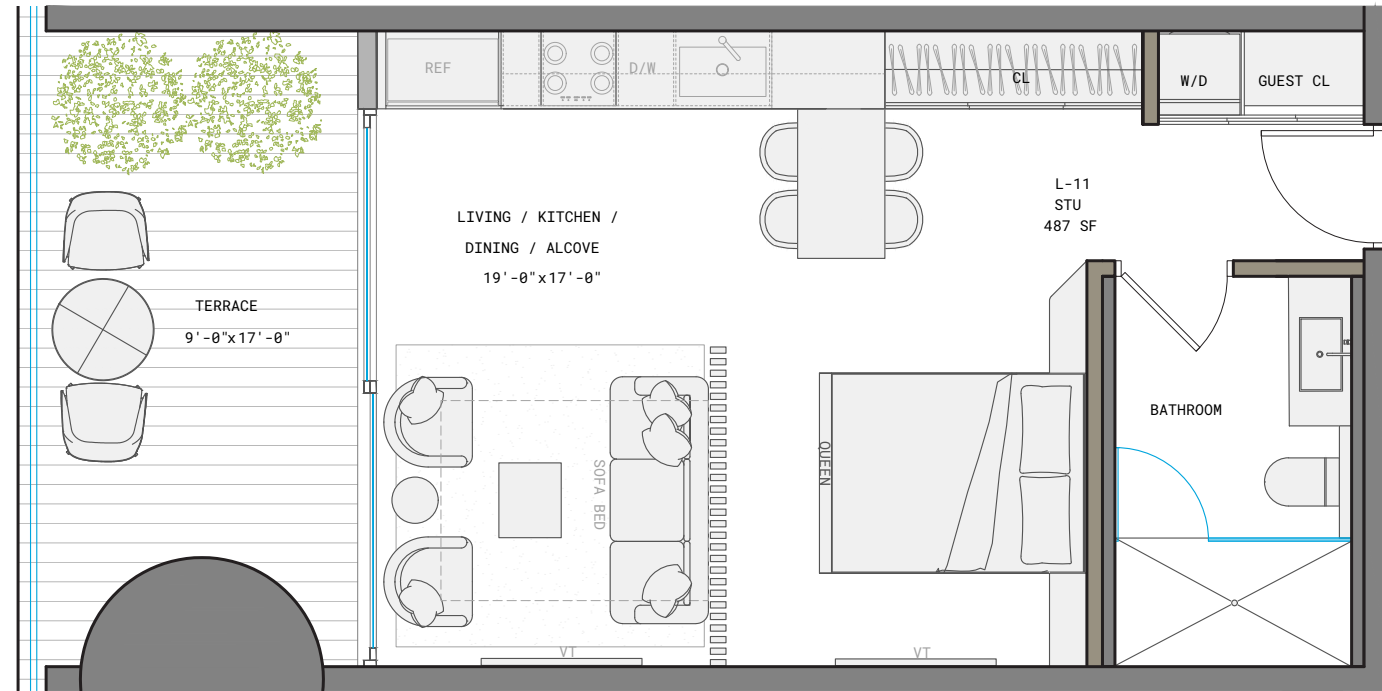 REF
D/W
CL
W/D
GUEST CL
L-11
STU
487 SF
LIVING / KITCHEN /
DINING / ALCOVE
19'-0"x17'-0"
TERRACE
9'-0"x17'-0"
BATHROOM
QUEEN
SOFA BED
VT
VT